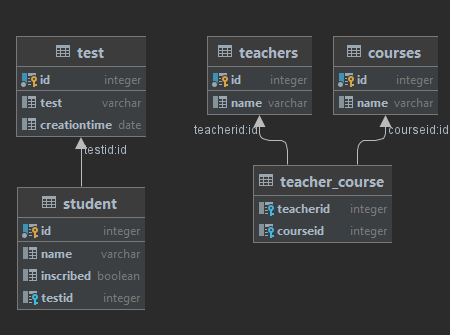 test
id integer
test varchar
creationtime date
testid:id
student
id integer
name varchar
inscribed boolean
testid integer
teachers
id integer
name varchar
teacherid:id
courses
id integer
name varchar
courseid:id
teacher_course
teacherid integer
courseid integer